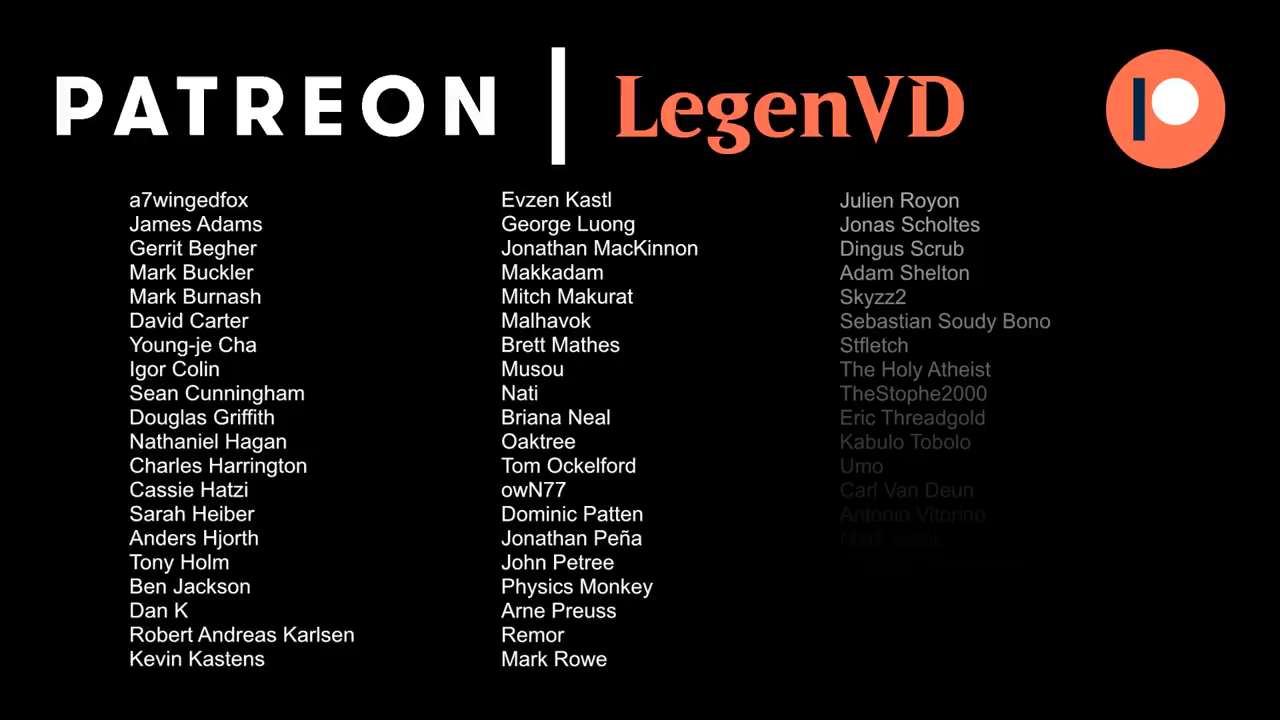 PATREON | LegenVD
a7wingedfox
James Adams
Gerrit Begher
Mark Buckler
Mark Burnash
David Carter
Young-je Cha
Igor Colin
Sean Cunningham
Douglas Griffith
Nathaniel Hagan
Charles Harrington
Cassie Hatzi
Sarah Heiber
Anders Hjorth
Tony Holm
Ben Jackson
Dan K
Robert Andreas Karlsen
Kevin Kastens
Evzen Kastl
George Luong
Jonathan MacKinnon
Makkadam
Mitch Makurat
Malhavok
Brett Mathes
Musou
Nati
Briana Neal
Oaktree
Tom Ockelford
owN77
Dominic Patten
Jonathan Peña
John Petree
Physics Monkey
Arne Preuss
Remor
Mark Rowe
Julien Royon
Jonas Scholtes
Dingus Scrub
Adam Shelton
Skyzz2
Sebastian Soudy Bono
Stfletch
The Holy Atheist
TheStophe2000
Eric Threadgold
Kabulo Tobolo
Umo
Carl Van Deun
Antonio Vitorino